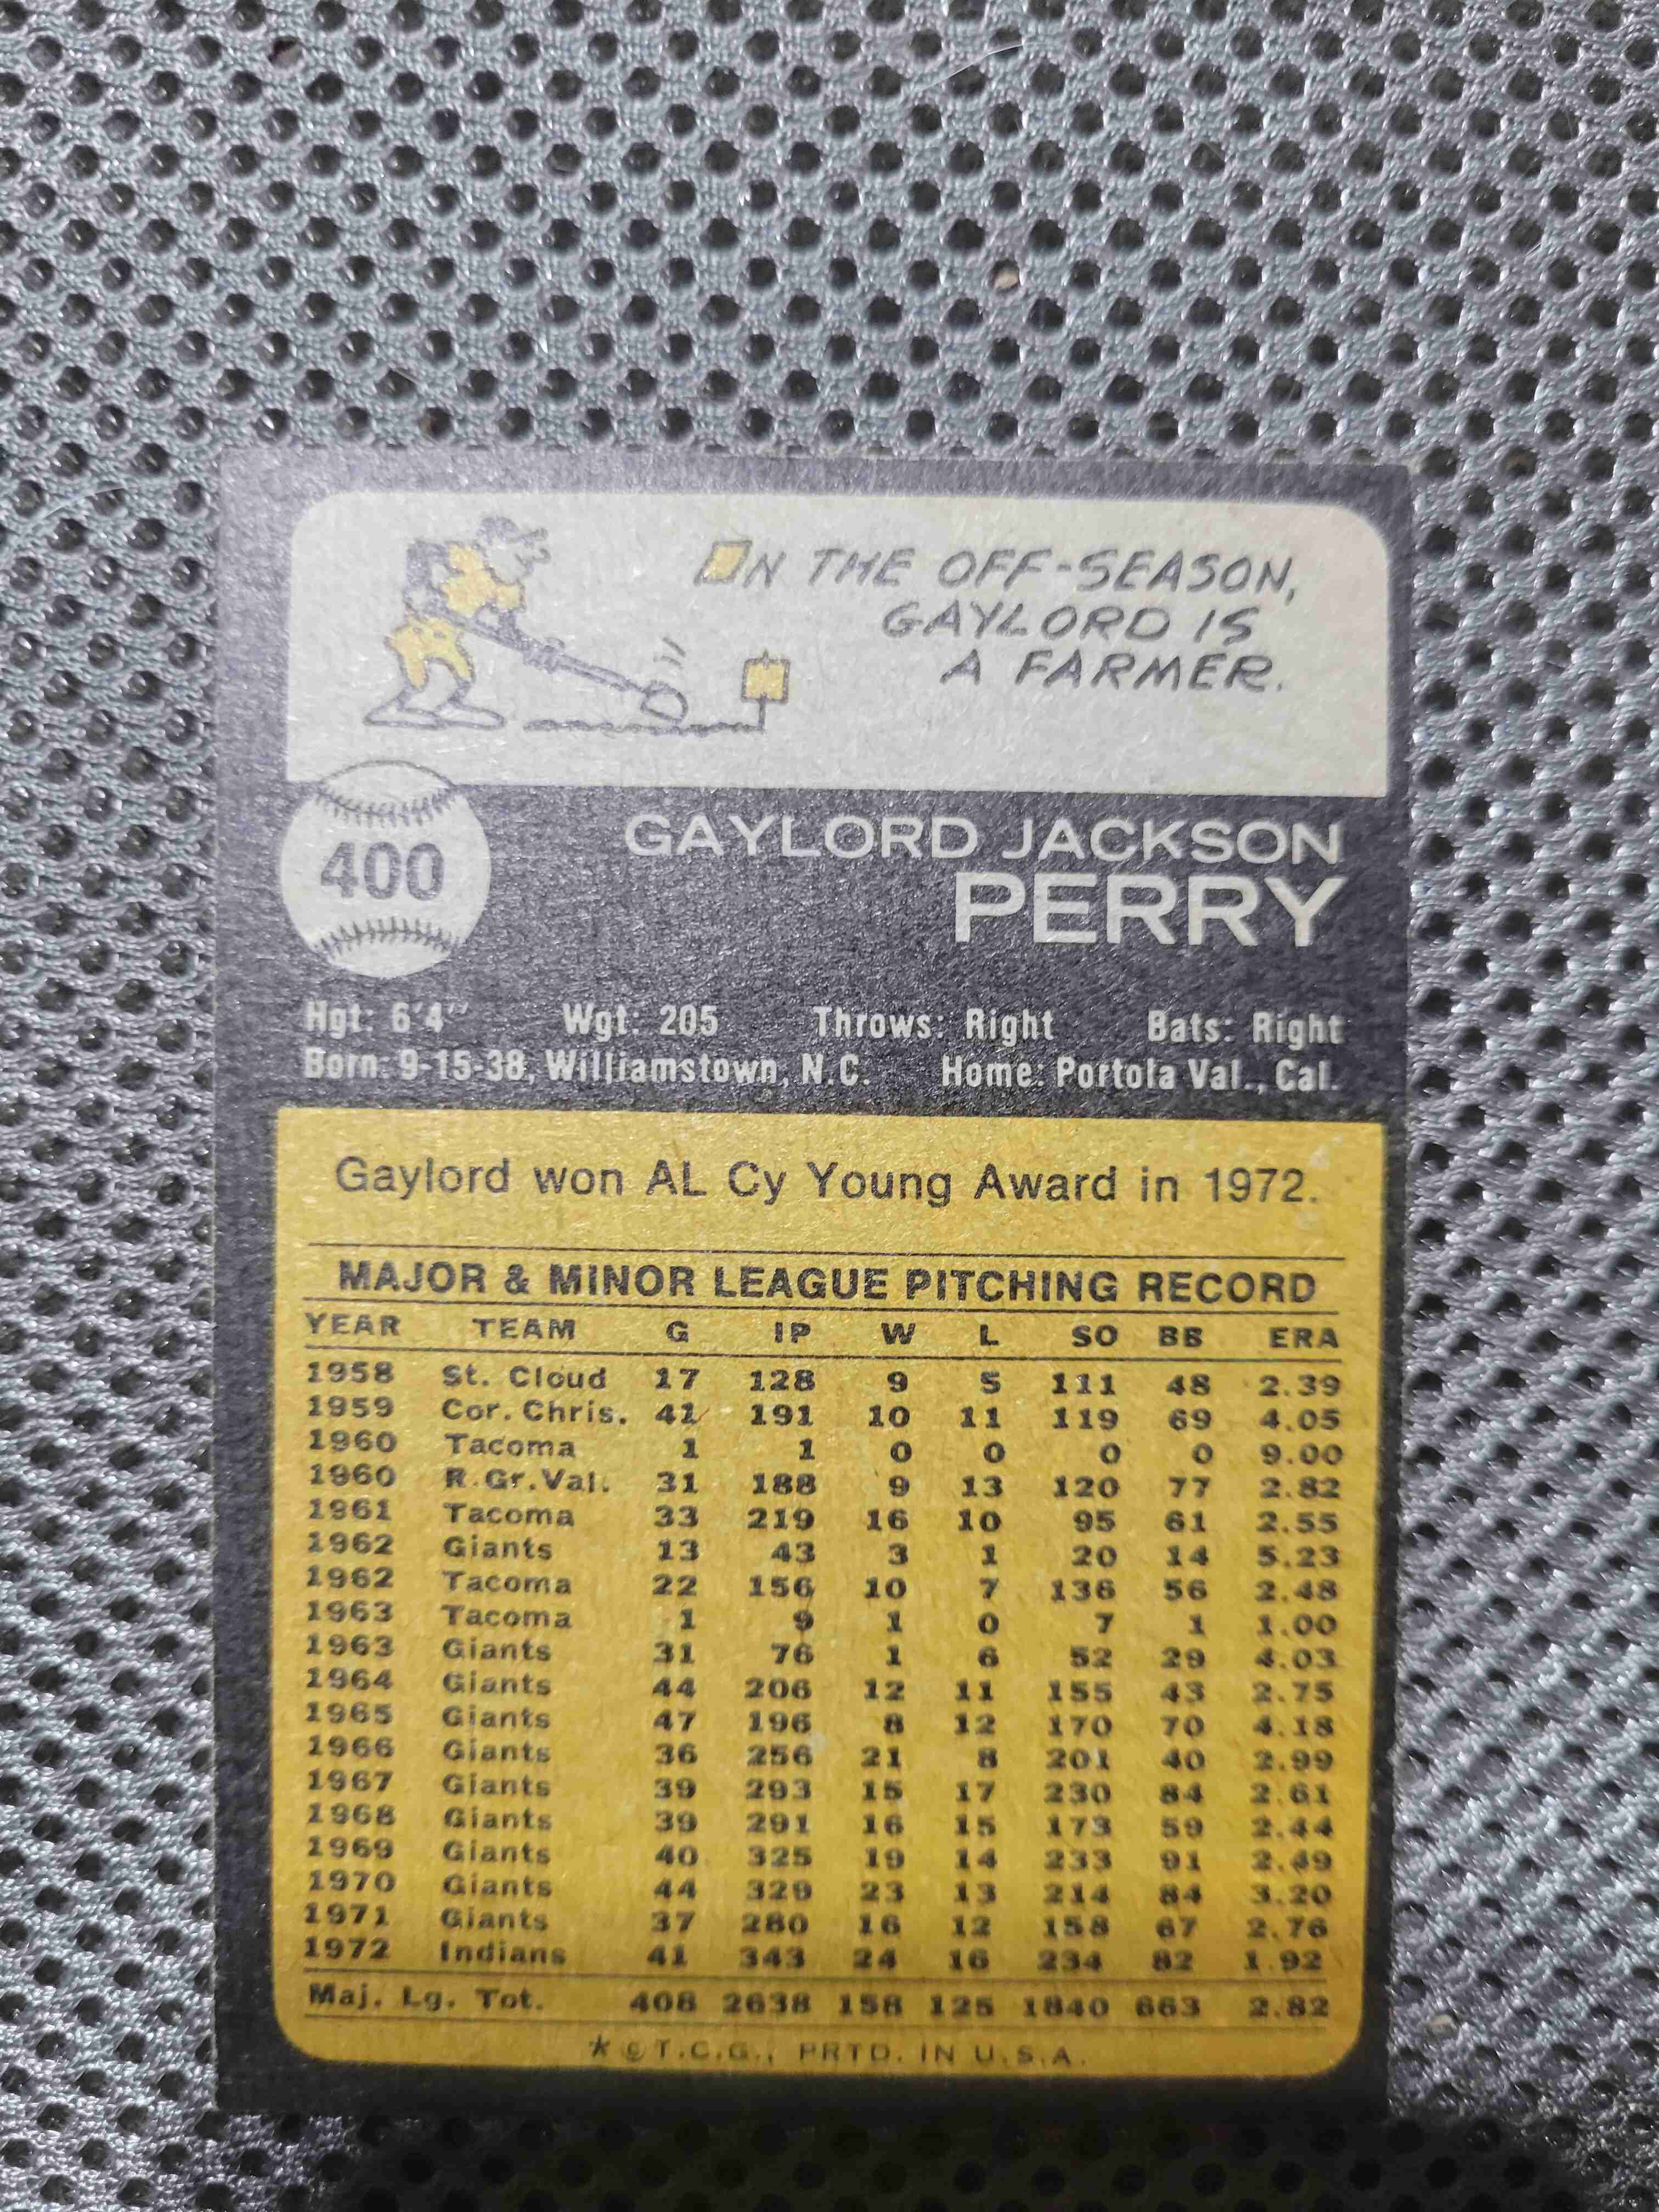 IN THE OFF-SEASON,
GAYLORD IS
A FARMER.
400
GAYLORD JACKSON
PERRY
Hgt: 6'4" Wgt: 205 Throws: Right Bats: Right
Born: 9-15-38, Williamstown, N.C. Home: Portola Val., Cal.
Gaylord won AL Cy Young Award in 1972.
MAJOR & MINOR LEAGUE PITCHING RECORD
YEAR TEAM G IP W L SO BB ERA
1958 St. Cloud 17 128 9 5 111 48 2.39
1959 Cor. Chris. 41 191 10 11 119 69 4.05
1960 Tacoma 1 1 0 0 0 0 9.00
1960 R.Gr.Val. 31 188 9 13 120 77 2.82
1961 Tacoma 33 219 16 10 95 61 2.55
1962 Giants 13 43 3 1 20 14 5.23
1962 Tacoma 22 156 10 7 136 56 2.48
1963 Tacoma 1 9 1 0 7 1 1.00
1963 Giants 31 76 1 6 52 29 4.03
1964 Giants 44 206 12 11 155 43 2.75
1965 Giants 47 196 8 12 170 70 4.18
1966 Giants 36 256 21 8 201 40 2.99
1967 Giants 39 293 15 17 230 84 2.61
1968 Giants 39 291 16 15 173 59 2.44
1969 Giants 40 325 19 14 233 91 2.49
1970 Giants 44 329 23 13 214 84 3.20
1971 Giants 37 280 16 12 158 67 2.76
1972 Indians 41 343 24 16 234 82 1.92
Maj. Lg. Tot. 408 2638 158 125 1840 663 2.82
* © T.C.G., PRTD. IN U.S.A.